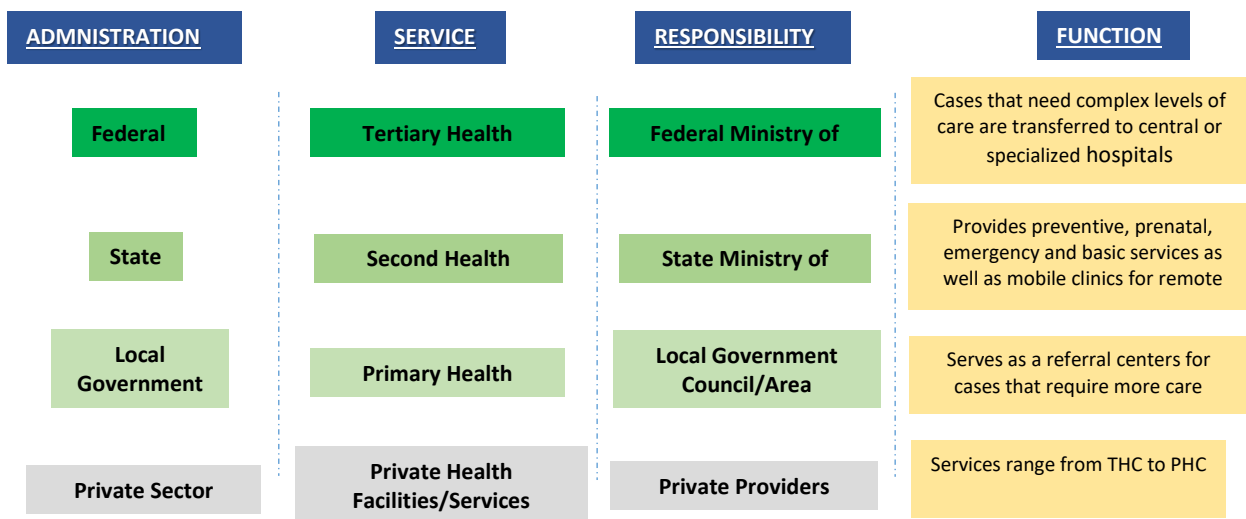 ADMNISTRATION
SERVICE
RESPONSIBILITY
FUNCTION
Federal
Tertiary Health
Federal Ministry of
Cases that need complex levels of
care are transferred to central or
specialized hospitals
State
Second Health
State Ministry of
Provides preventive, prenatal,
emergency and basic services as
well as mobile clinics for remote
Local
Government
Primary Health
Local Government
Council/Area
Serves as a referral centers for
cases that require more care
Private Sector
Private Health
Facilities/Services
Private Providers
Services range from THC to PHC